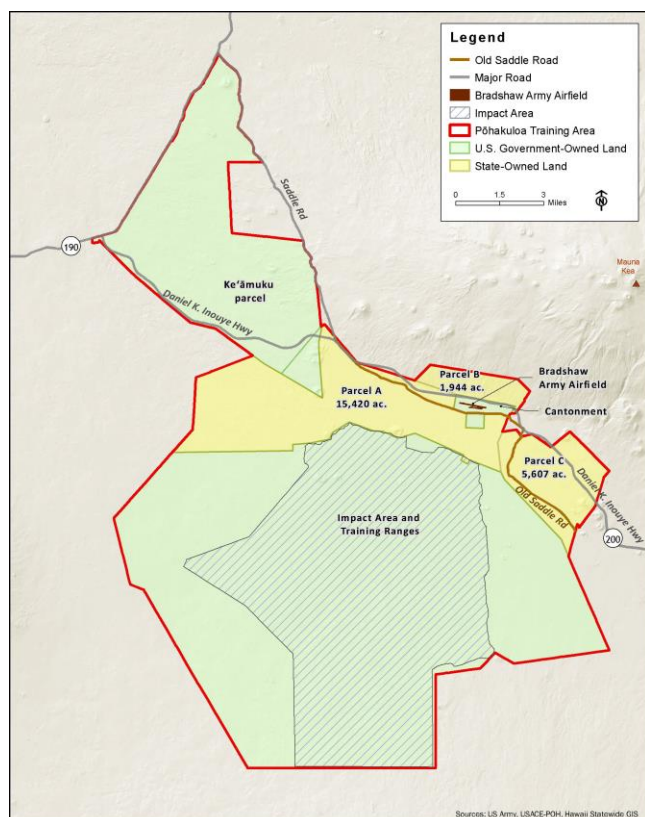 Legend
Old Saddle Road
Major Road
Bradshaw Army Airfield
Impact Area
Pōhakuloa Training Area
U.S. Government-Owned Land
State-Owned Land
0 1.5 3
Miles
N
Saddle Rd
190
Mauna
Kea
Keʻāmuku
parcel
Daniel K. Inouye Hwy
Parcel B
1,944 ac.
Bradshaw
Army Airfield
Parcel A
15,420 ac.
Cantonment
Parcel C
5,607 ac.
Daniel K. Inouye Hwy
Old Saddle Rd
Impact Area and
Training Ranges
200
Sources: US Army, USACE-POH, Hawaii Statewide GIS